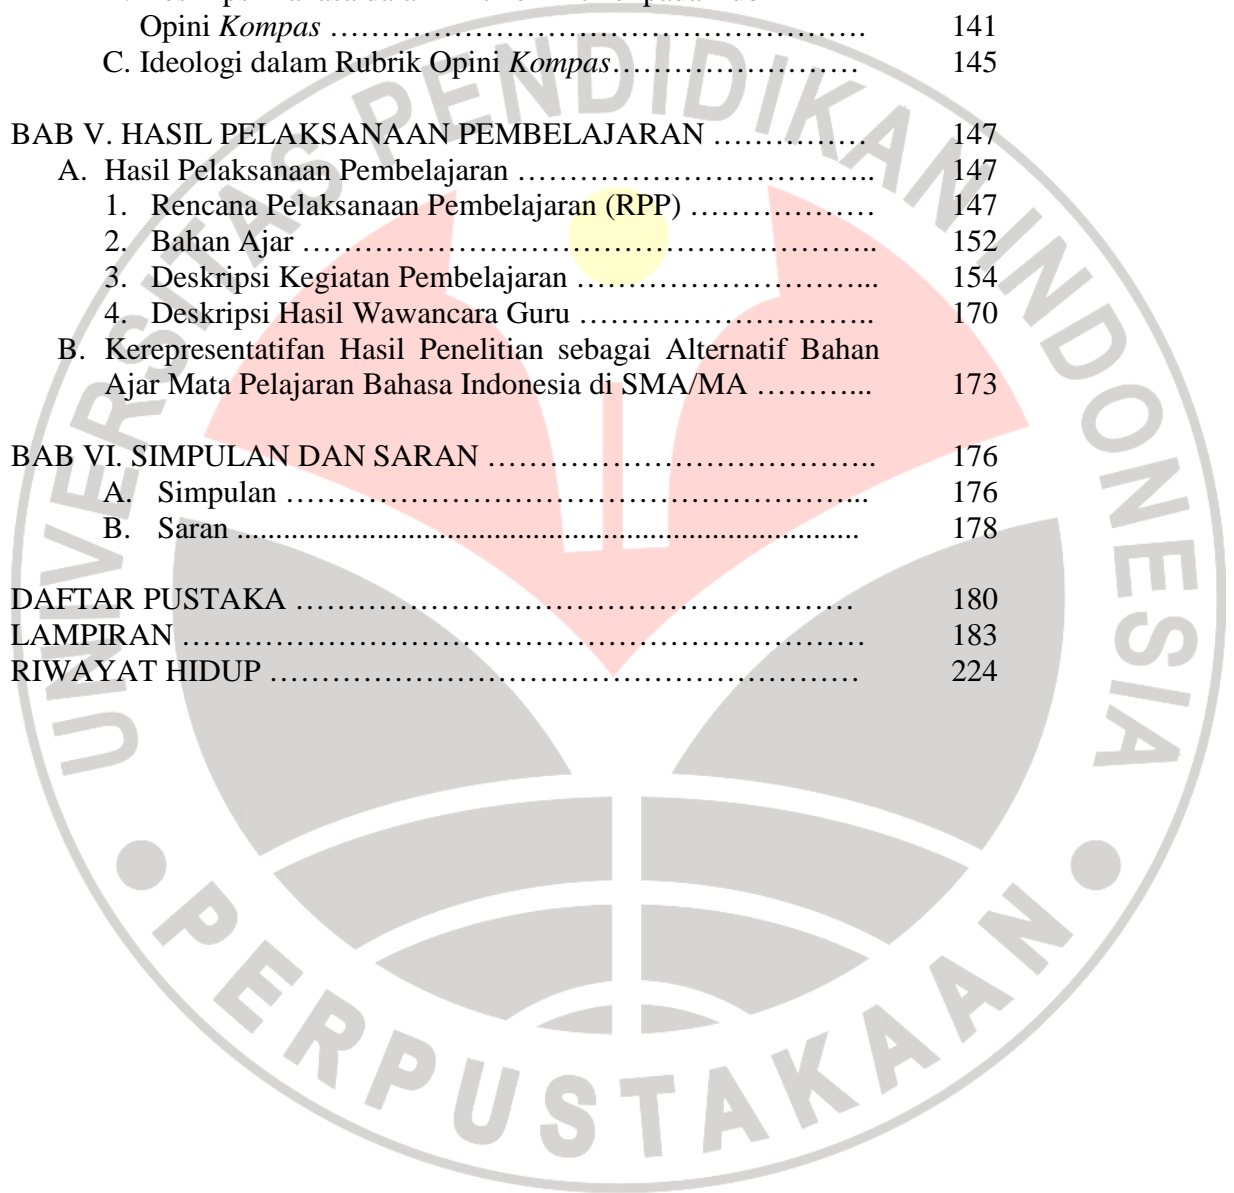 Opini Kompas ………………………………………………. 141
C. Ideologi dalam Rubrik Opini Kompas…………………… 145
BAB V. HASIL PELAKSANAAN PEMBELAJARAN …………… 147
A. Hasil Pelaksanaan Pembelajaran …………………………….. 147
1. Rencana Pelaksanaan Pembelajaran (RPP) ……………… 147
2. Bahan Ajar ………………………………………………….. 152
3. Deskripsi Kegiatan Pembelajaran ………………………... 154
4. Deskripsi Hasil Wawancara Guru ……………………….. 170
B. Kerepresentatifan Hasil Penelitian sebagai Alternatif Bahan
Ajar Mata Pelajaran Bahasa Indonesia di SMA/MA ………... 173
BAB VI. SIMPULAN DAN SARAN ……………………………….. 176
A. Simpulan ………………………………………………….. 176
B. Saran ................................................................................ 178
DAFTAR PUSTAKA ……………………………………………… 180
LAMPIRAN ………………………………………………………… 183
RIWAYAT HIDUP ………………………………………………… 224
UNIVERSITAS PENDIDIKAN INDONESIA
PERPUSTAKAAN